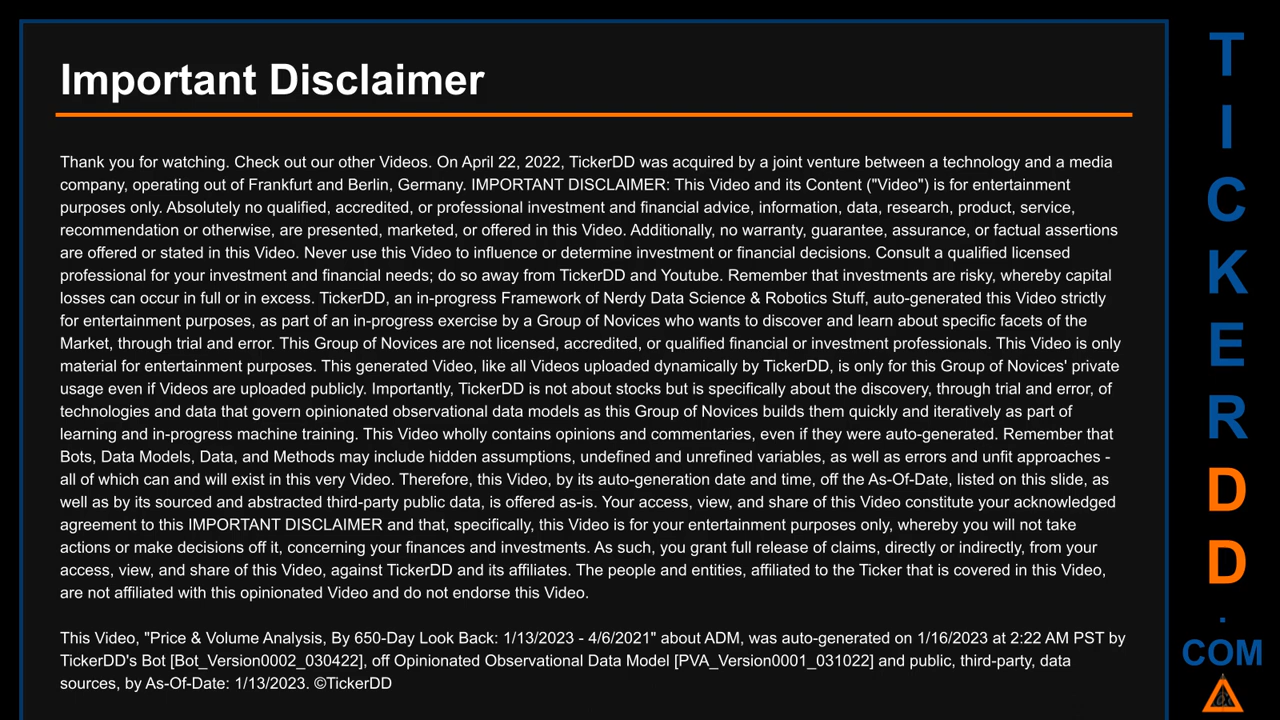 Important Disclaimer
Thank you for watching. Check out our other Videos. On April 22, 2022, TickerDD was acquired by a joint venture between a technology and a media
company, operating out of Frankfurt and Berlin, Germany. IMPORTANT DISCLAIMER: This Video and its Content ("Video") is for entertainment
purposes only. Absolutely no qualified, accredited, or professional investment and financial advice, information, data, research, product, service,
recommendation or otherwise, are presented, marketed, or offered in this Video. Additionally, no warranty, guarantee, assurance, or factual assertions
are offered or stated in this Video. Never use this Video to influence or determine investment or financial decisions. Consult a qualified licensed
professional for your investment and financial needs; do so away from TickerDD and Youtube. Remember that investments are risky, whereby capital
losses can occur in full or in excess. TickerDD, an in-progress Framework of Nerdy Data Science & Robotics Stuff, auto-generated this Video strictly
for entertainment purposes, as part of an in-progress exercise by a Group of Novices who wants to discover and learn about specific facets of the
Market, through trial and error. This Group of Novices are not licensed, accredited, or qualified financial or investment professionals. This Video is only
material for entertainment purposes. This generated Video, like all Videos uploaded dynamically by TickerDD, is only for this Group of Novices' private
usage even if Videos are uploaded publicly. Importantly, TickerDD is not about stocks but is specifically about the discovery, through trial and error, of
technologies and data that govern opinionated observational data models as this Group of Novices builds them quickly and iteratively as part of
learning and in-progress machine training. This Video wholly contains opinions and commentaries, even if they were auto-generated. Remember that
Bots, Data Models, Data, and Methods may include hidden assumptions, undefined and unrefined variables, as well as errors and unfit approaches -
all of which can and will exist in this very Video. Therefore, this Video, by its auto-generation date and time, off the As-Of-Date, listed on this slide, as
well as by its sourced and abstracted third-party public data, is offered as-is. Your access, view, and share of this Video constitute your acknowledged
agreement to this IMPORTANT DISCLAIMER and that, specifically, this Video is for your entertainment purposes only, whereby you will not take
actions or make decisions off it, concerning your finances and investments. As such, you grant full release of claims, directly or indirectly, from your
access, view, and share of this Video, against TickerDD and its affiliates. The people and entities, affiliated to the Ticker that is covered in this Video,
are not affiliated with this opinionated Video and do not endorse this Video.
This Video, "Price & Volume Analysis, By 650-Day Look Back: 1/13/2023 - 4/6/2021" about ADM, was auto-generated on 1/16/2023 at 2:22 AM PST by
TickerDD's Bot [Bot_Version0002_030422], off Opinionated Observational Data Model [PVA_Version0001_031022] and public, third-party, data
sources, by As-Of-Date: 1/13/2023. ©TickerDD
T
I
C
K
E
R
D
D
.
COM